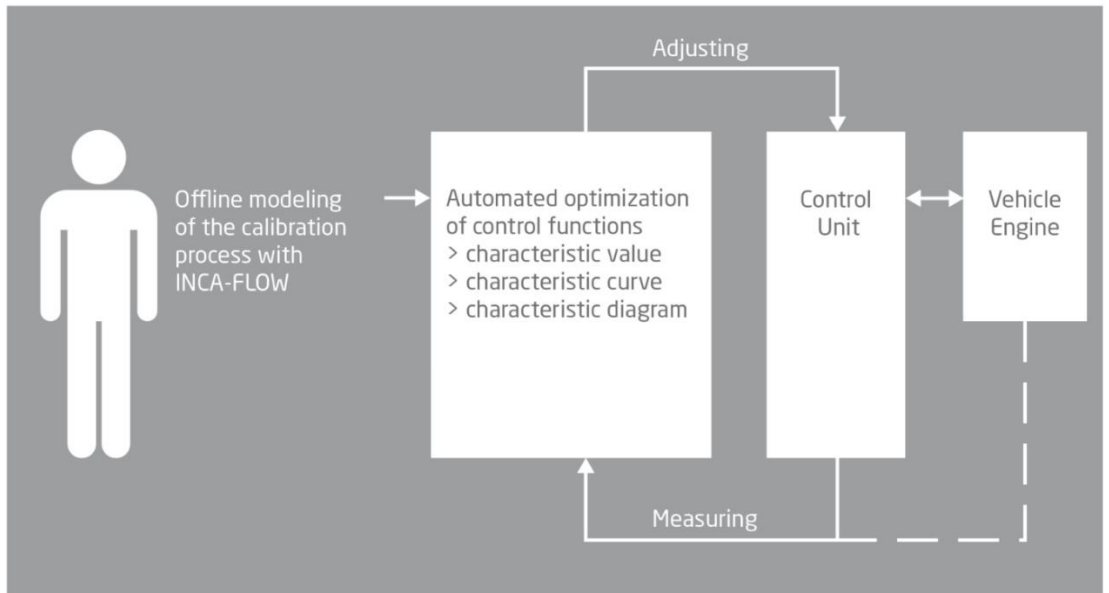 Adjusting
Offline modeling
of the calibration
process with
INCA-FLOW
Automated optimization
of control functions
> characteristic value
> characteristic curve
> characteristic diagram
Control
Unit
Vehicle
Engine
Measuring